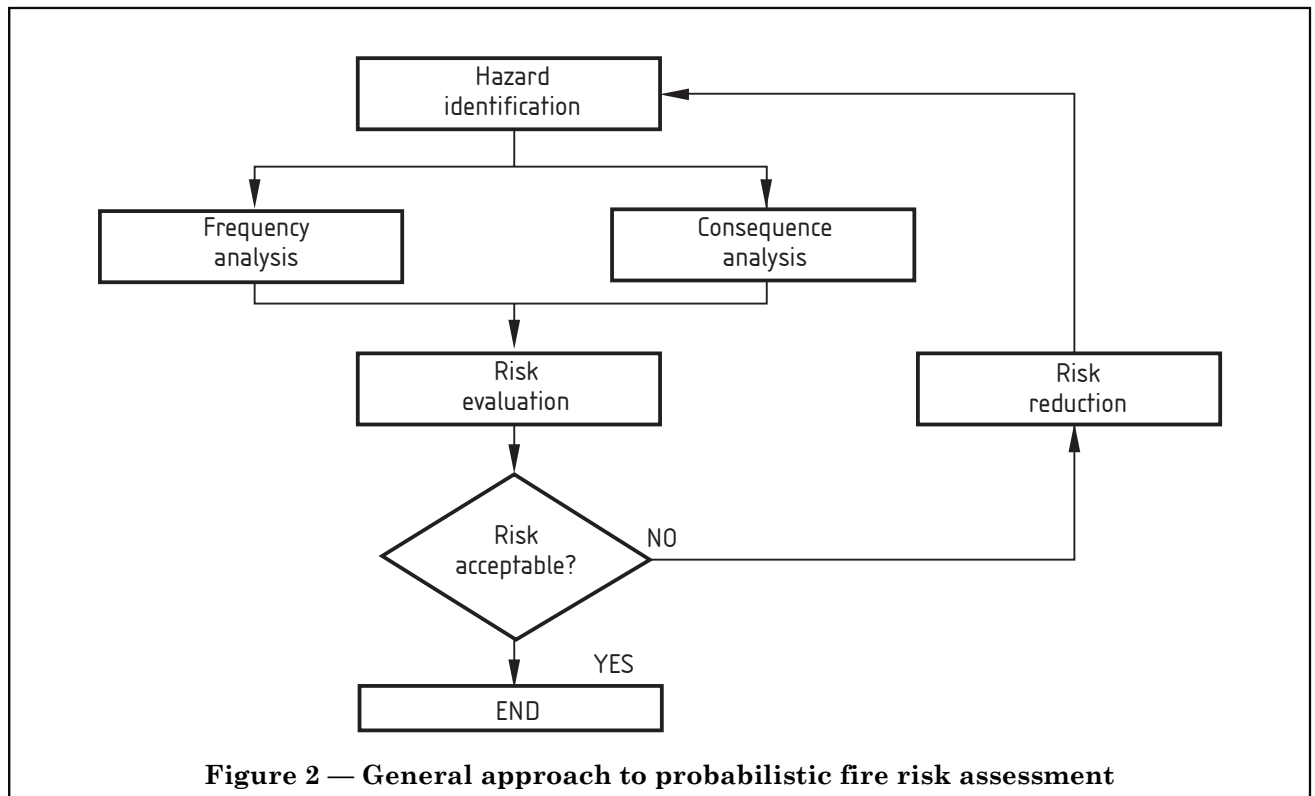 Hazard
identification
Frequency
analysis
Consequence
analysis
Risk
evaluation
Risk
reduction
Risk
acceptable?
NO
YES
END
Figure 2 — General approach to probabilistic fire risk assessment